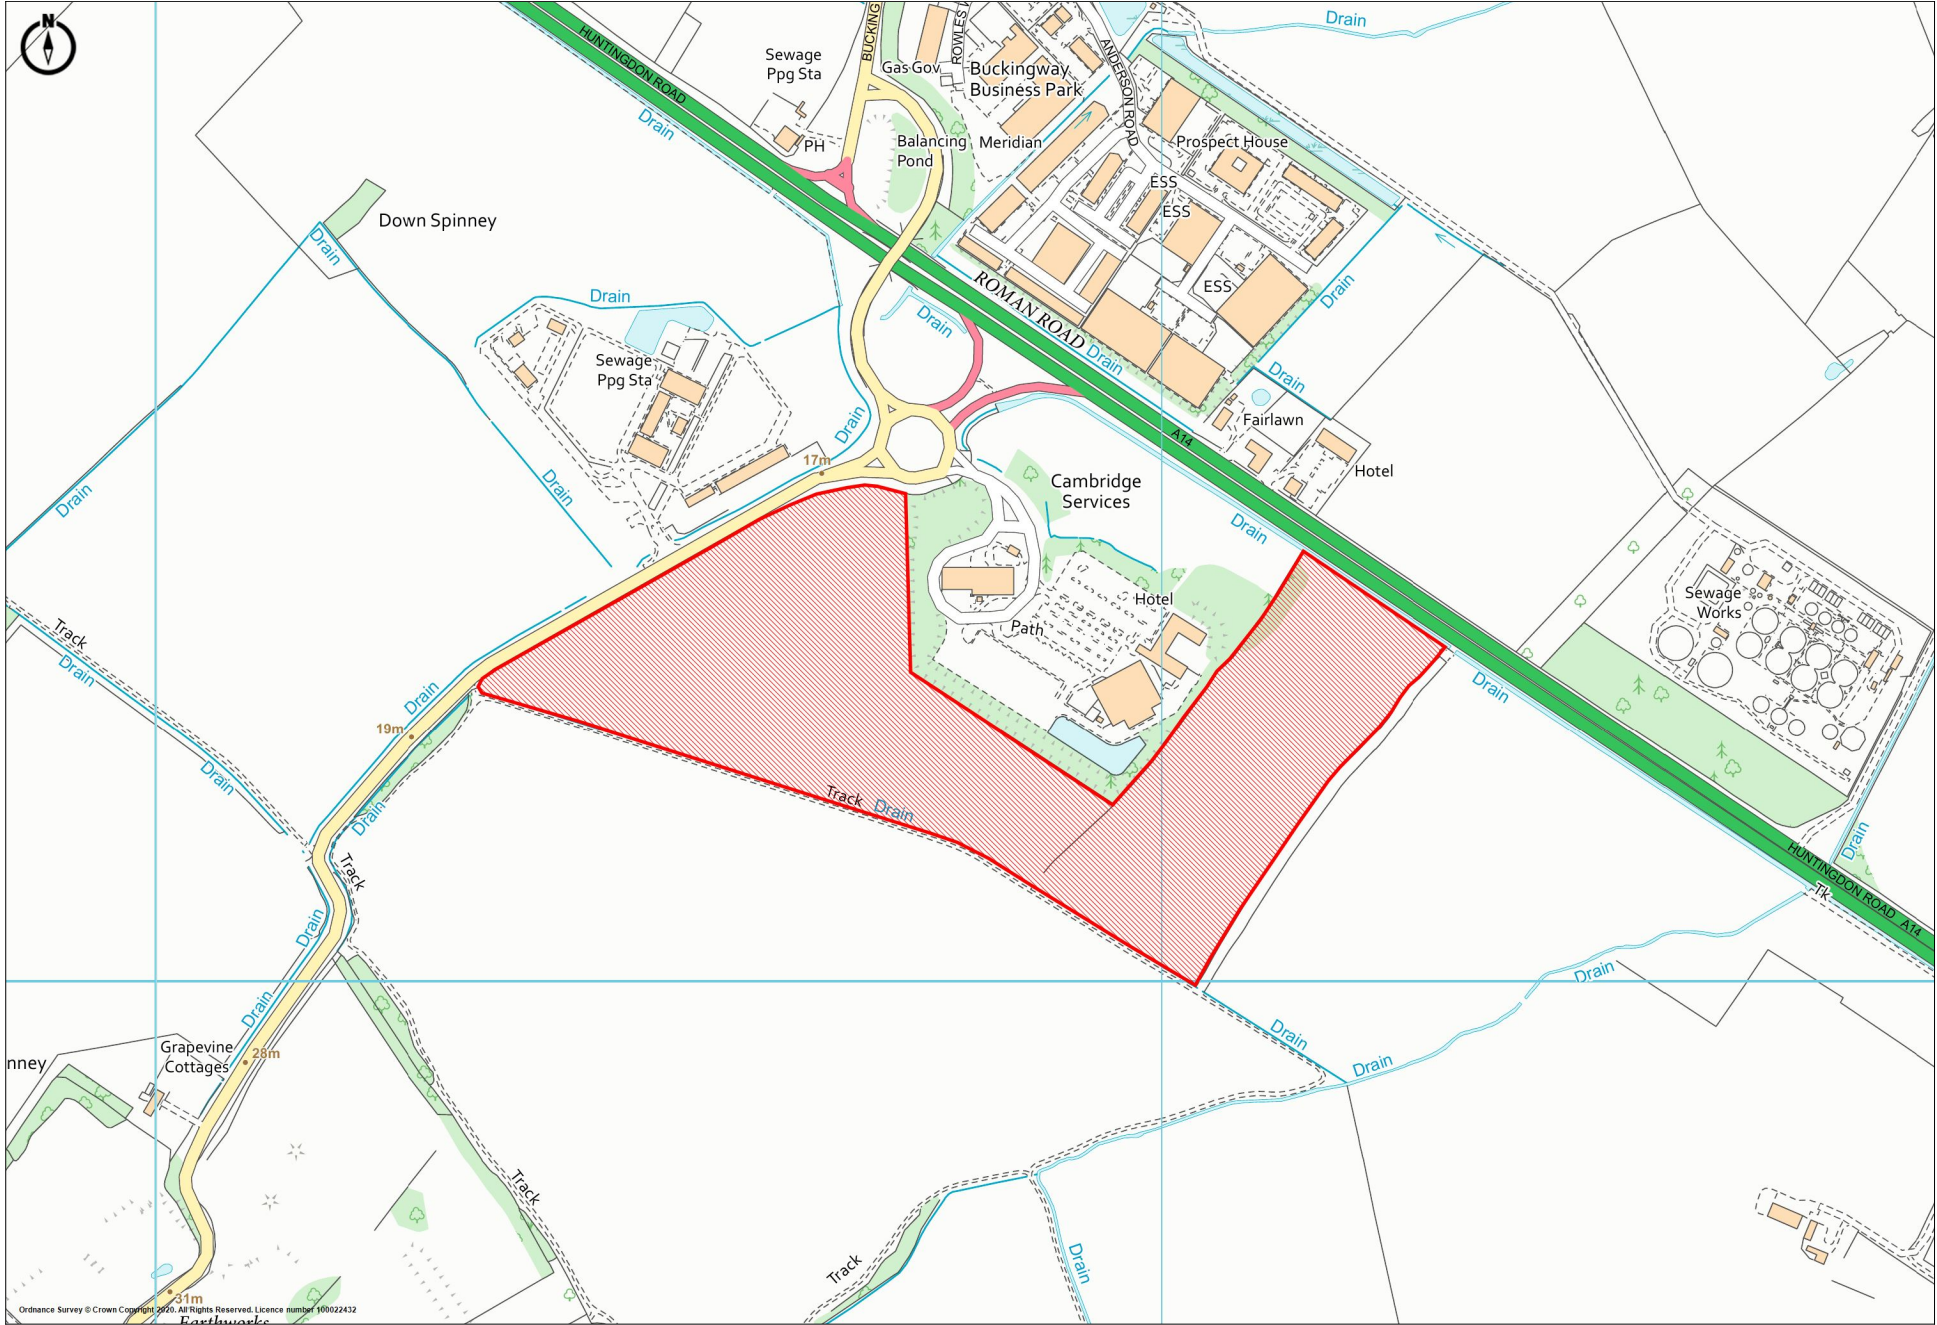 N
Drain
HUNTINGDON ROAD
BUCKING
ROWLES
ANDERSON ROAD
Sewage
Ppg Sta
Gas Gov
Buckingway
Business Park
Drain
PH
Balancing
Pond
Meridian
Prospect House
ESS
ESS
Down Spinney
Drain
ROMAN ROAD
ESS
Drain
Drain
Drain
Drain
Sewage
Ppg Sta
Drain
Drain
Fairlawn
Drain
A14
17m
Hotel
Cambridge
Services
Drain
Drain
Drain
Hotel
Sewage
Works
Path
Track
Drain
Drain
Drain
19m
Drain
Track
Drain
Drain
Track
HUNTINGDON ROAD A14
Drain
Tk
Drain
Drain
Drain
Drain
Grapevine
Cottages
28m
nney
Drain
Track
Track
Drain
31m
Ordnance Survey © Crown Copyright 2020. All Rights Reserved. Licence number 100022432
Earthworks